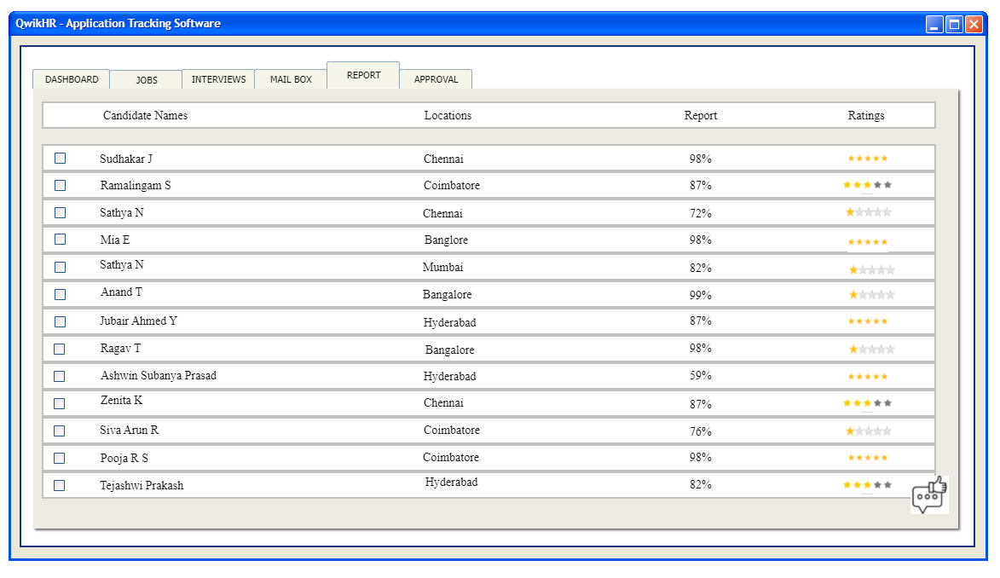 QwikHR - Application Tracking Software
DASHBOARD JOBS INTERVIEWS MAIL BOX REPORT APPROVAL
Candidate Names Locations Report Ratings
Sudhakar J Chennai 98%
Ramalingam S Coimbatore 87%
Sathya N Chennai 72%
Mia E Banglore 98%
Sathya N Mumbai 82%
Anand T Bangalore 99%
Jubair Ahmed Y Hyderabad 87%
Ragav T Bangalore 98%
Ashwin Subanya Prasad Hyderabad 59%
Zenita K Chennai 87%
Siva Arun R Coimbatore 76%
Pooja R S Coimbatore 98%
Tejashwi Prakash Hyderabad 82%